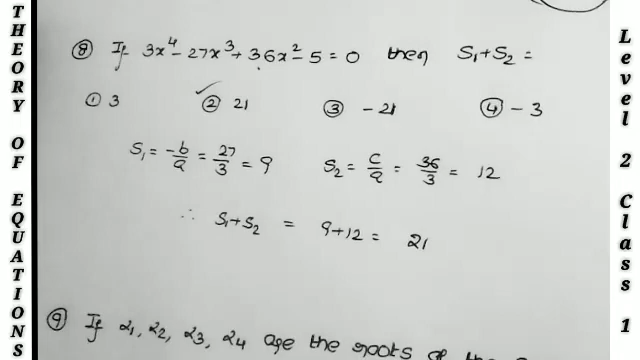 THEORY OF EQUATIONS
⑧ If 3x⁴ - 27x³ + 36x² - 5 = 0 then S₁+S₂ =
① 3 ② 21 ③ - 21 ④ - 3
S₁ = -b/a = 27/3 = 9 S₂ = c/a = 36/3 = 12
∴ S₁+S₂ = 9+12 = 21
⑨ If α₁, α₂, α₃, α₄ are the roots of the
Level 2 Class 1